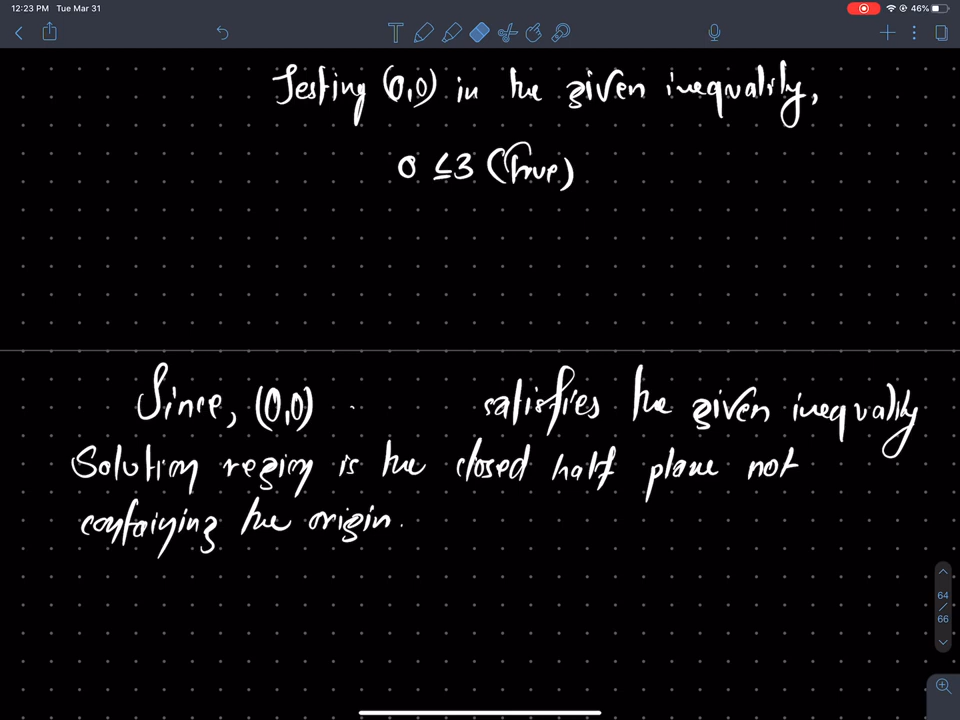 12:23 PM Tue Mar 31
46%
T
Testing (0,0) in the given inequality,
0 ≤3 (True)
Since, (0,0) satisfies the given inequality
Solution region is the closed half plane not
containing the origin.
64
/
66